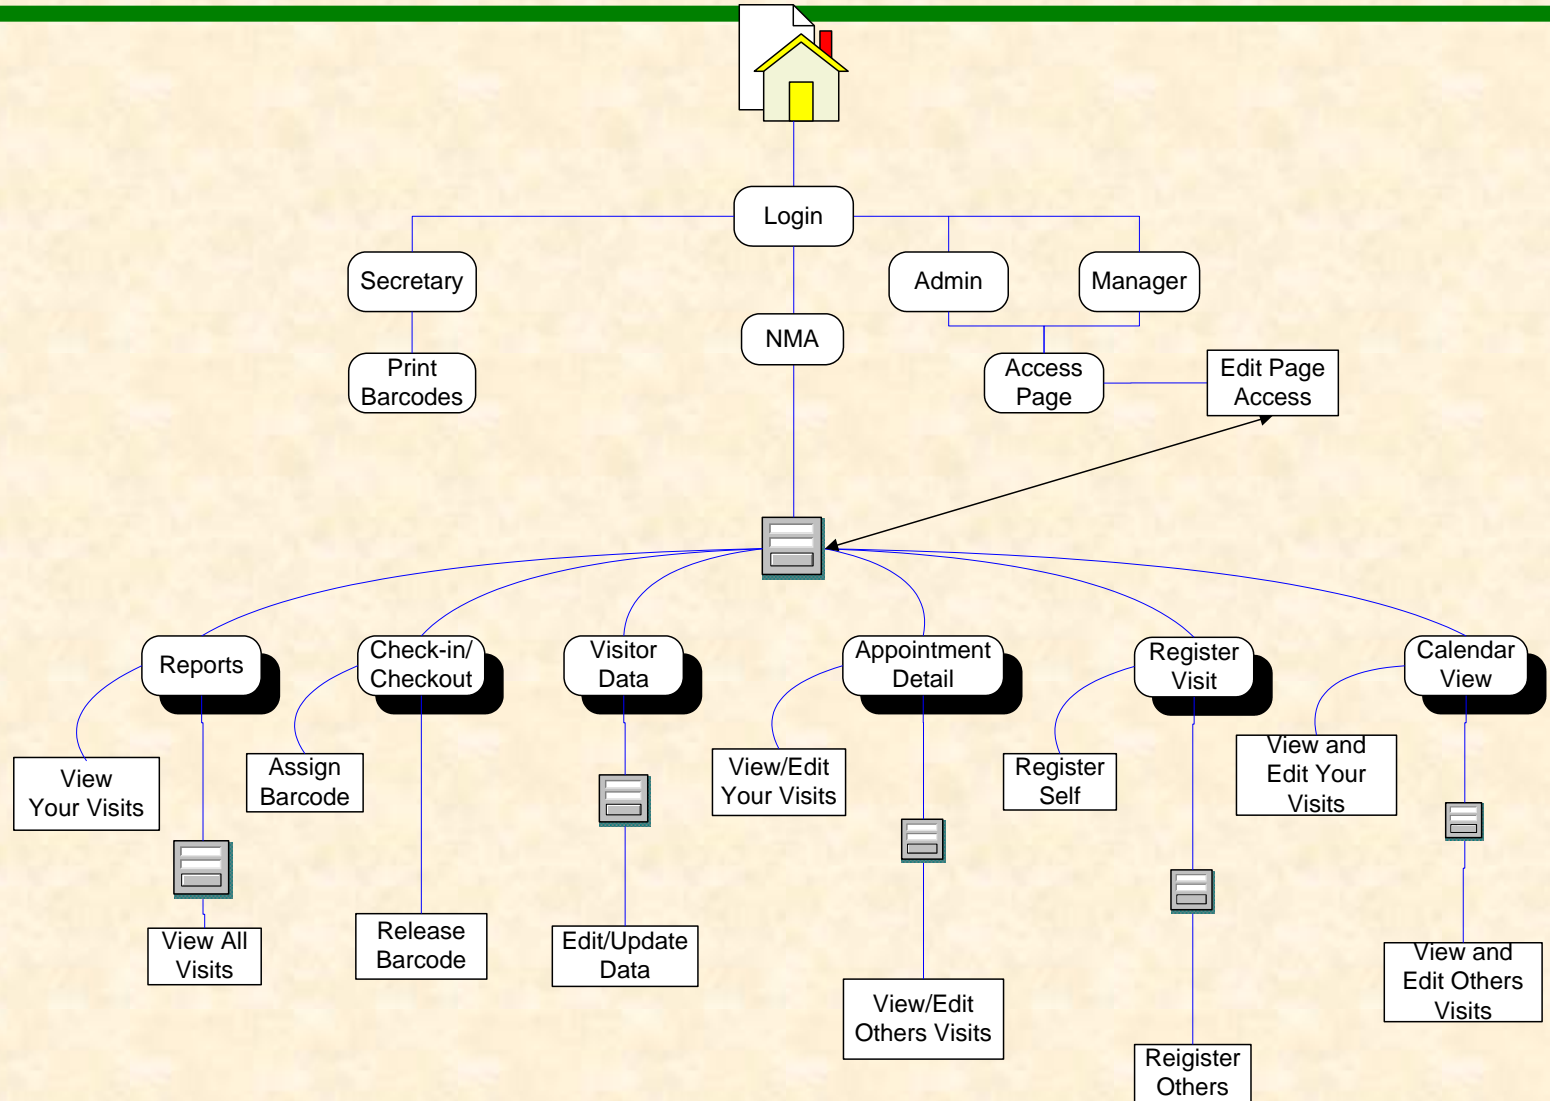 Login
Secretary
Admin
Manager
NMA
Print
Barcodes
Access
Page
Edit Page
Access
Reports
Check-in/
Checkout
Visitor
Data
Appointment
Detail
Register
Visit
Calendar
View
View
Your Visits
Assign
Barcode
View/Edit
Your Visits
Register
Self
View and
Edit Your
Visits
View All
Visits
Release
Barcode
Edit/Update
Data
View/Edit
Others Visits
Reigister
Others
View and
Edit Others
Visits